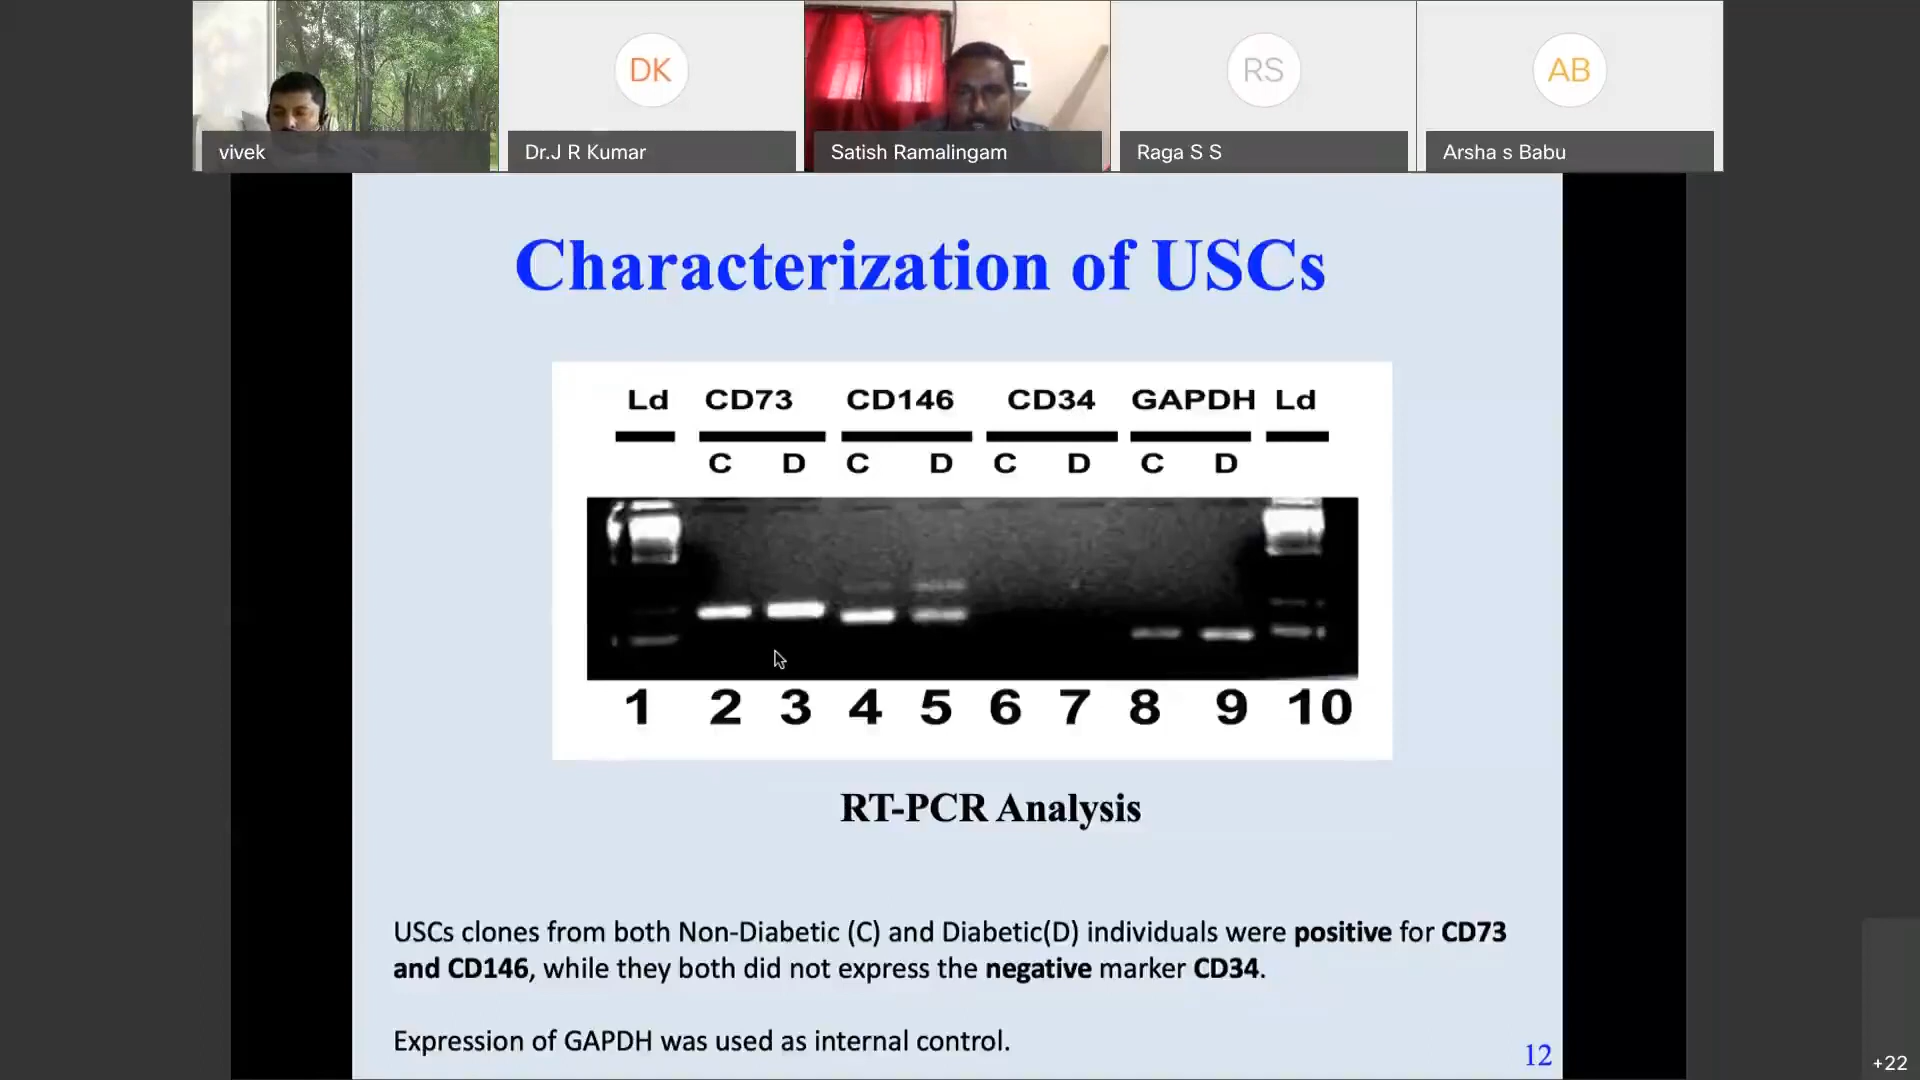 DK
RS
AB
vivek
Dr.J R Kumar
Satish Ramalingam
Raga S S
Arsha s Babu
Characterization of USCs
Ld CD73 CD146 CD34 GAPDH Ld
C D C D C D C D
1 2 3 4 5 6 7 8 9 10
RT-PCR Analysis
USCs clones from both Non-Diabetic (C) and Diabetic(D) individuals were positive for CD73
and CD146, while they both did not express the negative marker CD34.
Expression of GAPDH was used as internal control.
12
+22